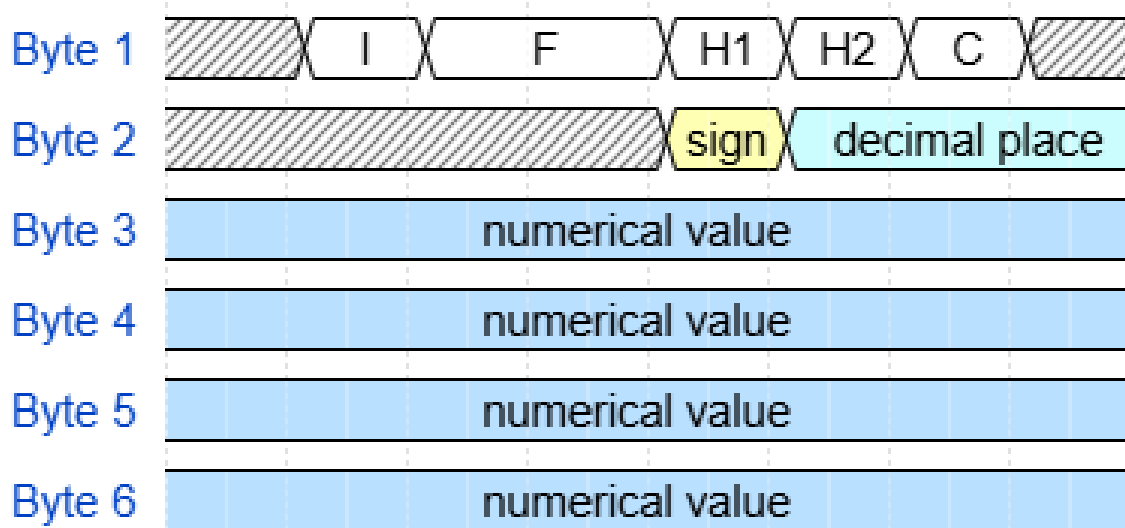 Byte 1 I F H1 H2 C
Byte 2 sign decimal place
Byte 3 numerical value
Byte 4 numerical value
Byte 5 numerical value
Byte 6 numerical value